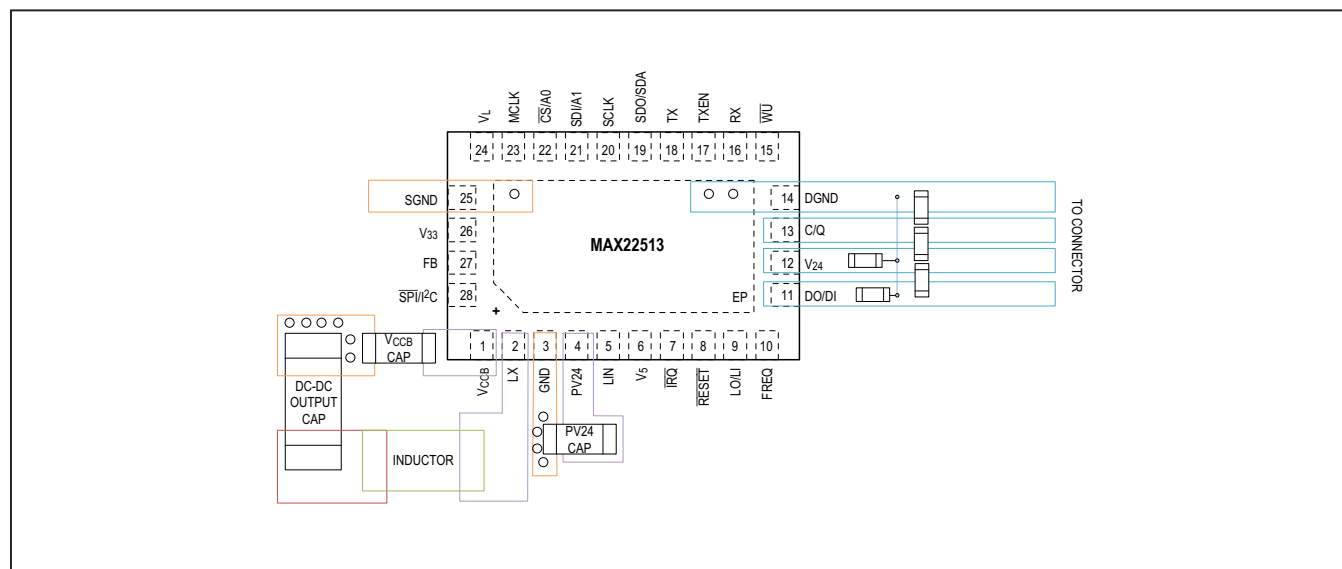 VL
MCLK
CS/A0
SDI/A1
SCLK
SDO/SDA
TX
TXEN
RX
WU
24
23
22
21
20
19
18
17
16
15
SGND
25
14
DGND
V33
26
13
C/Q
MAX22513
FB
27
12
V24
SPI/I²C
28
EP
11
DO/DI
TO CONNECTOR
+
1
2
3
4
5
6
7
8
9
10
VCCB
LX
GND
PV24
LIN
V5
IRQ
RESET
LO/LI
FREQ
VCCB
CAP
DC-DC
OUTPUT
CAP
PV24
CAP
INDUCTOR